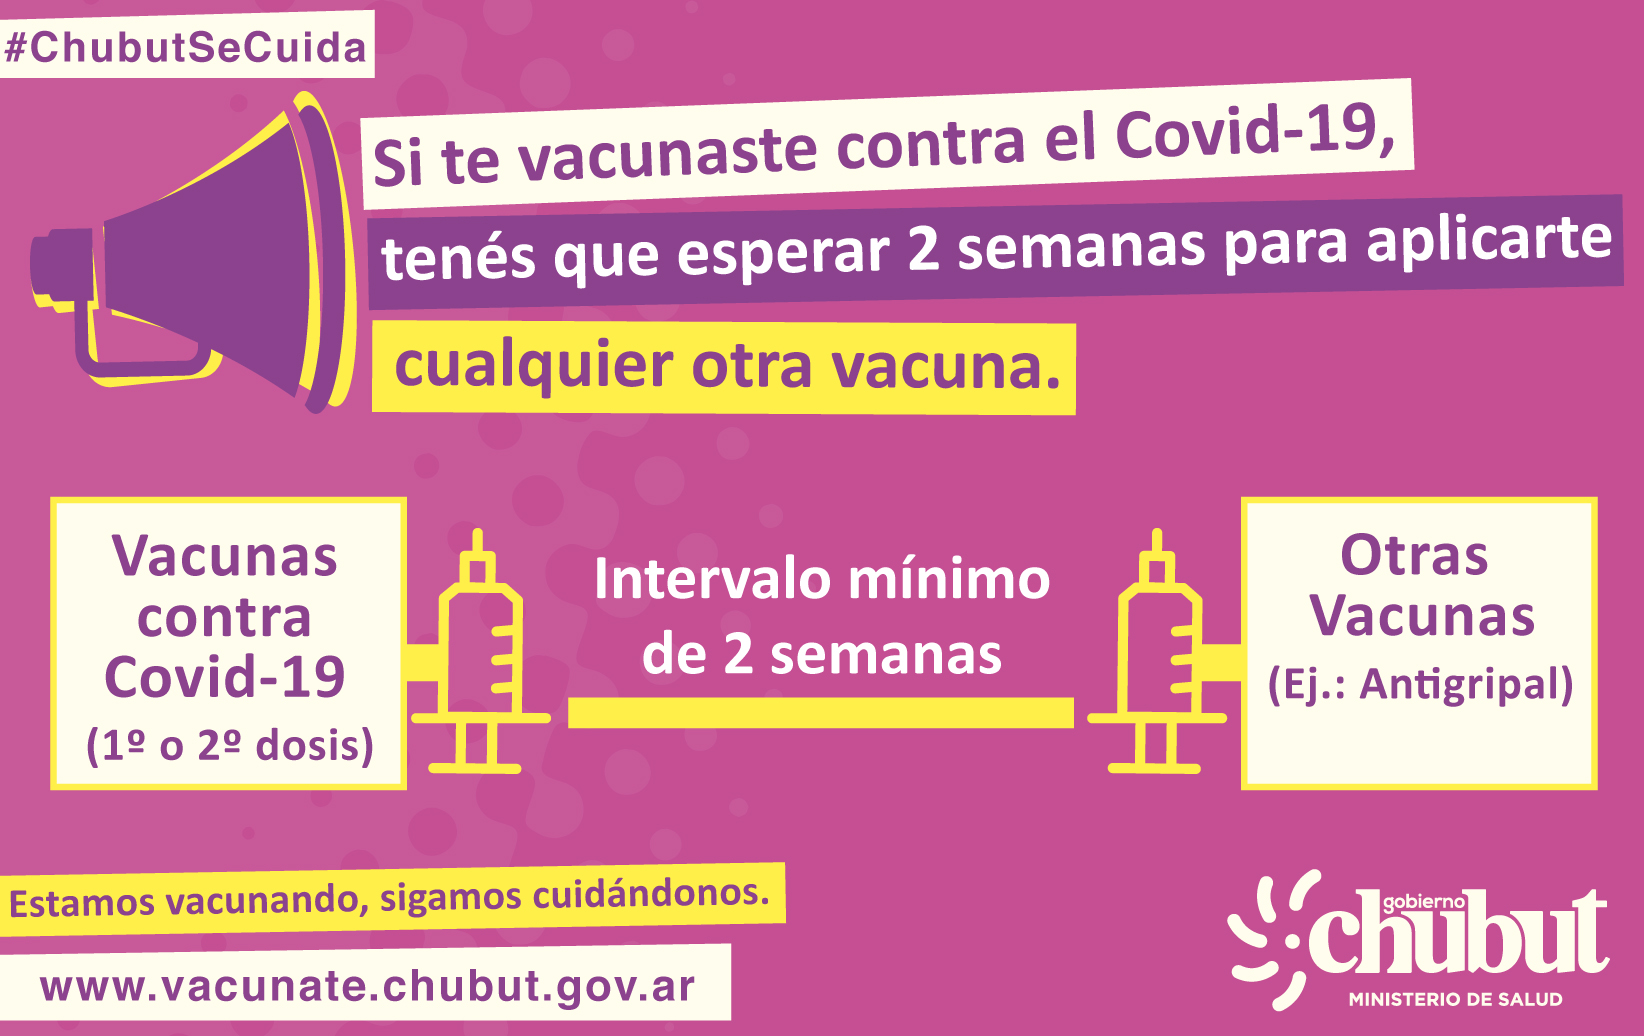 #ChubutSeCuida
Si te vacunaste contra el Covid-19,
tenés que esperar 2 semanas para aplicarte
cualquier otra vacuna.
Vacunas
contra
Covid-19
(1º o 2º dosis)
Intervalo mínimo
de 2 semanas
Otras
Vacunas
(Ej.: Antigripal)
Estamos vacunando, sigamos cuidándonos.
www.vacunate.chubut.gov.ar
gobierno
chubut
MINISTERIO DE SALUD